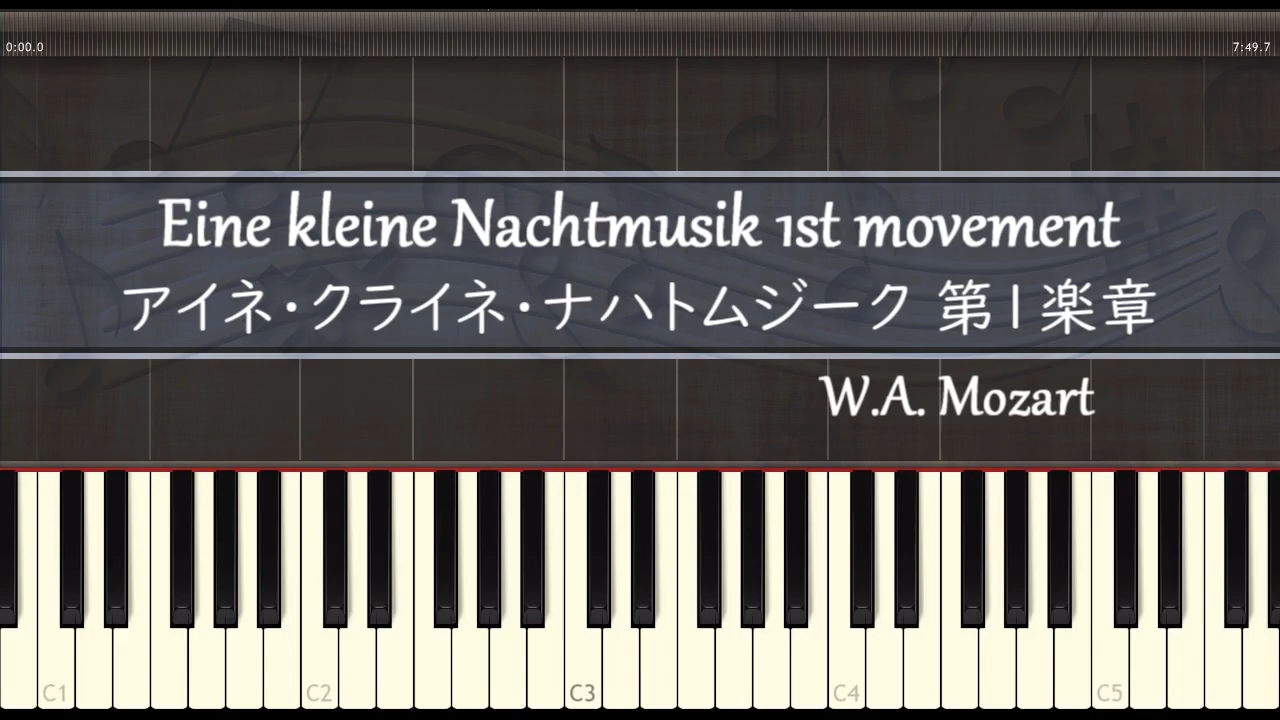 0:00.0 7:49.7
Eine kleine Nachtmusik 1st movement
アイネ・クライネ・ナハトムジーク 第1楽章
W.A. Mozart
C1 C2 C3 C4 C5